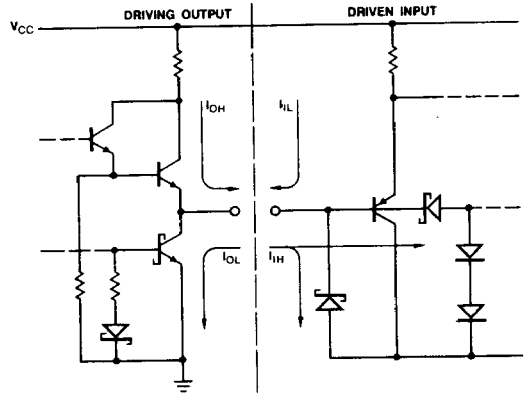 DRIVING OUTPUT
DRIVEN INPUT
VCC
IOH
IIL
IOL
IIH